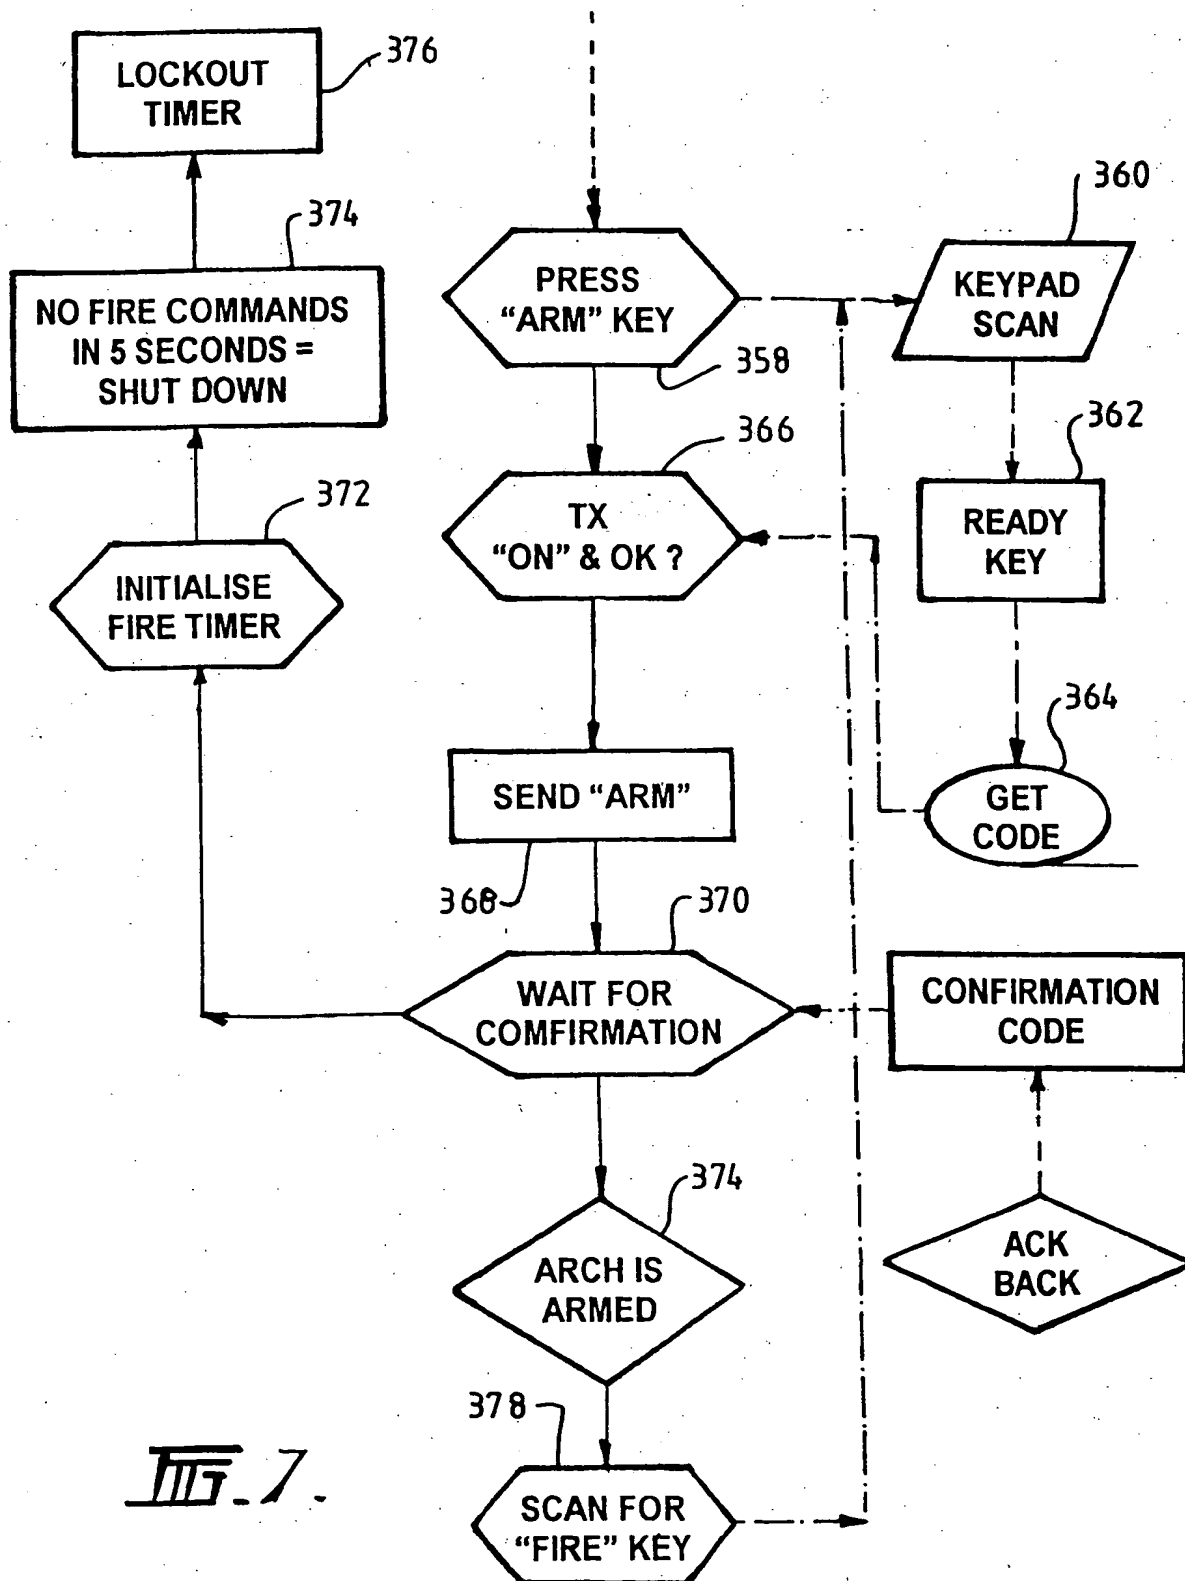 LOCKOUT
TIMER
376
374
NO FIRE COMMANDS
IN 5 SECONDS =
SHUT DOWN
372
INITIALISE
FIRE TIMER
PRESS
“ARM” KEY
358
360
KEYPAD
SCAN
362
READY
KEY
364
GET
CODE
366
TX
“ON” & OK ?
SEND “ARM”
368
370
WAIT FOR
COMFIRMATION
CONFIRMATION
CODE
ACK
BACK
374
ARCH IS
ARMED
378
SCAN FOR
“FIRE” KEY
FIG. 7.